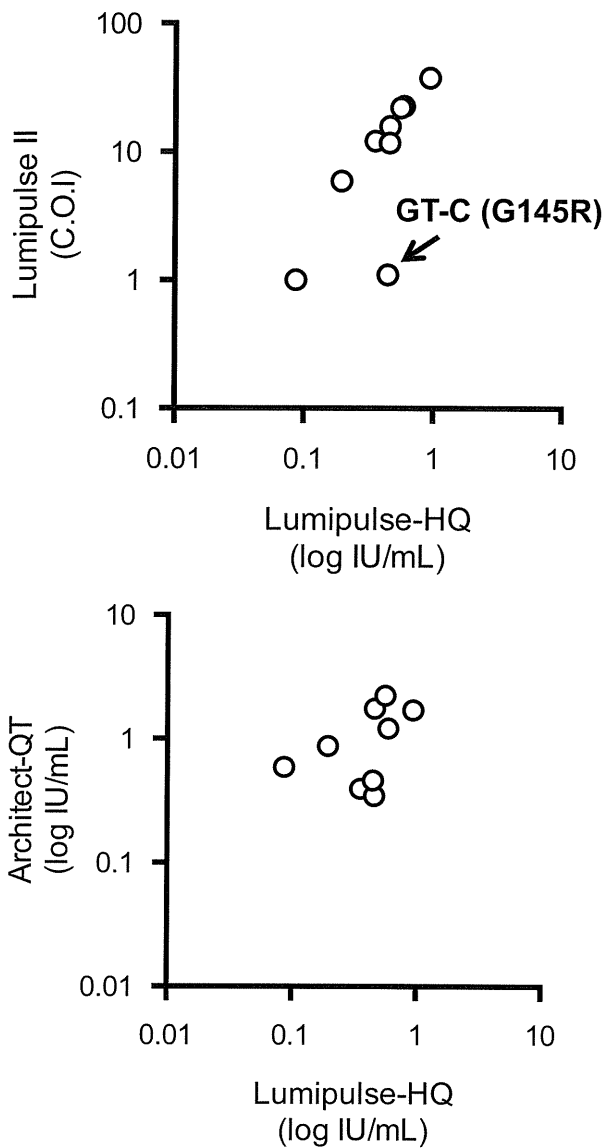 100
10
1
0.1
Lumipulse II
(C.O.I)
GT-C (G145R)
0.01
0.1
1
10
Lumipulse-HQ
(log IU/mL)
10
1
0.1
0.01
Architect-QT
(log IU/mL)
0.01
0.1
1
10
Lumipulse-HQ
(log IU/mL)